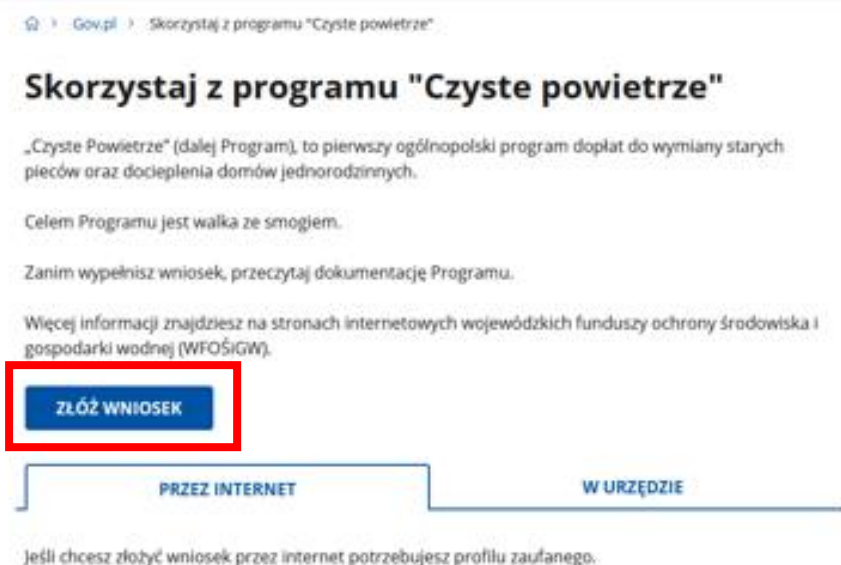 Gov.pl > Skorzystaj z programu "Czyste powietrze"
Skorzystaj z programu "Czyste powietrze"
„Czyste Powietrze” (dalej Program), to pierwszy ogólnopolski program dopłat do wymiany starych
pieców oraz docieplenia domów jednorodzinnych.
Celem Programu jest walka ze smogiem.
Zanim wypełnisz wniosek, przeczytaj dokumentację Programu.
Więcej informacji znajdziesz na stronach internetowych wojewódzkich funduszy ochrony środowiska i
gospodarki wodnej (WFOŚiGW).
ZŁÓŻ WNIOSEK
PRZEZ INTERNET W URZĘDZIE
Jeśli chcesz złożyć wniosek przez internet potrzebujesz profilu zaufanego.